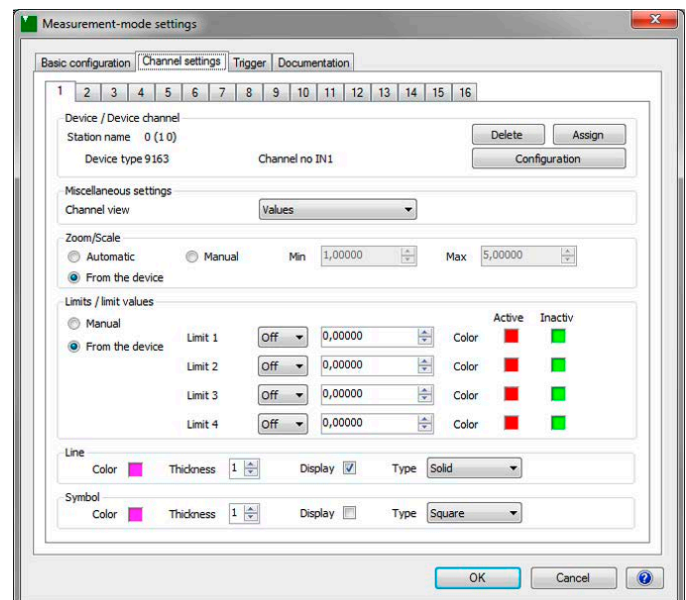 Measurement-mode settings
Basic configuration Channel settings Trigger Documentation
1 2 3 4 5 6 7 8 9 10 11 12 13 14 15 16
Device / Device channel
Station name 0 (1 0) Delete Assign
Device type 9163 Channel no IN1 Configuration
Miscellaneous settings
Channel view Values
Zoom/Scale
Automatic Manual Min 1,00000 Max 5,00000
From the device
Limits / limit values
Active Inactiv
Manual
Limit 1 Off 0,00000 Color
From the device
Limit 2 Off 0,00000 Color
Limit 3 Off 0,00000 Color
Limit 4 Off 0,00000 Color
Line
Color Thickness 1 Display Type Solid
Symbol
Color Thickness 1 Display Type Square
OK Cancel ?